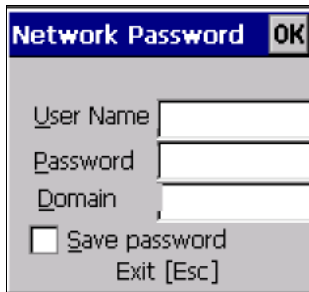 Network Password OK
User Name
Password
Domain
Save password
Exit [Esc]